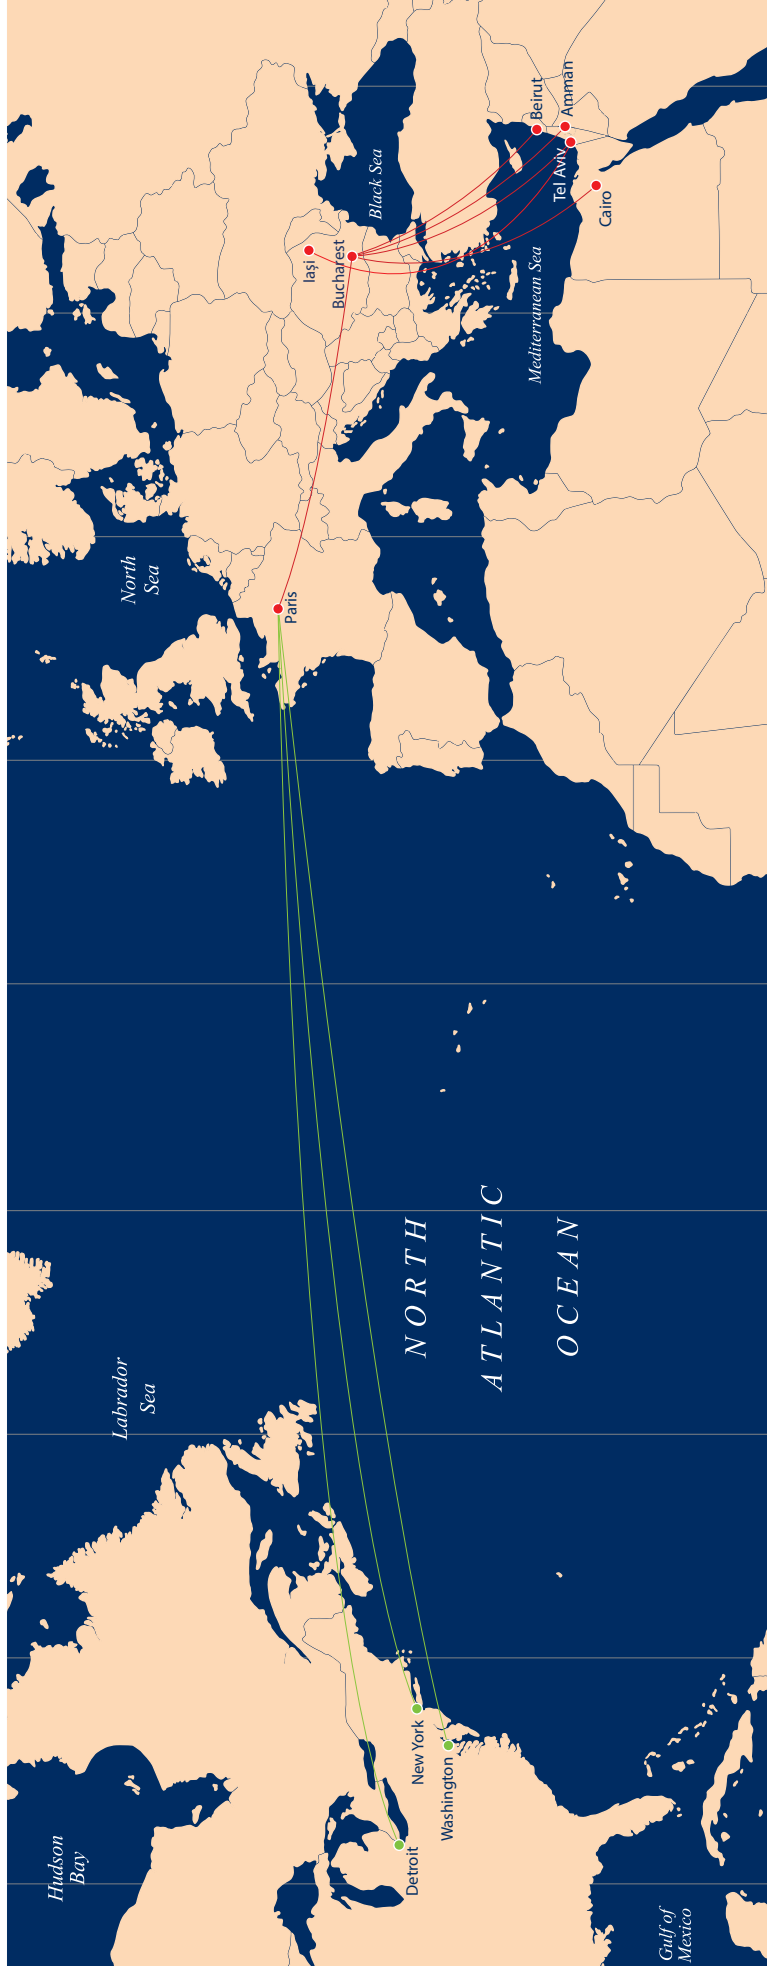 Hudson
Bay
Labrador
Sea
North
Sea
Iași
Paris
Bucharest
Black Sea
Detroit
New York
Washington
NORTH
ATLANTIC
OCEAN
Mediterranean Sea
Beirut
Tel Aviv
Amman
Cairo
Gulf of
Mexico